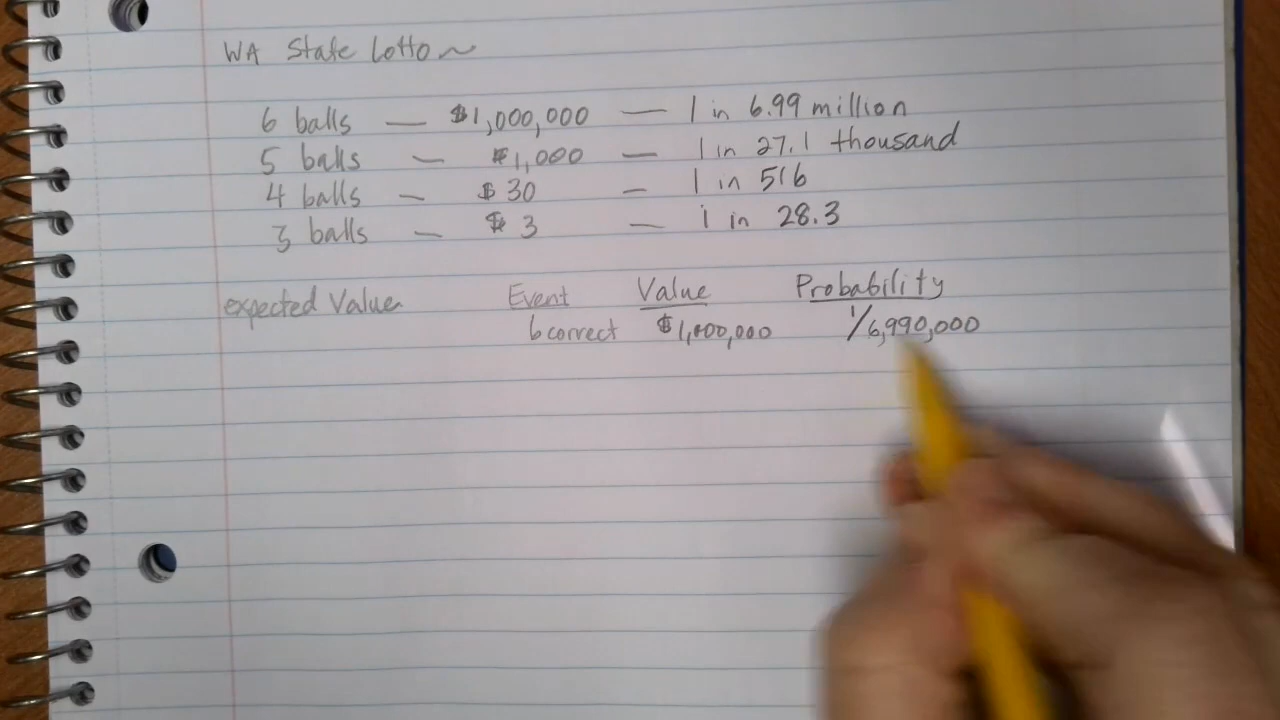 WA State Lotto ~
6 balls — $1,000,000 — 1 in 6.99 million
5 balls — $1,000 — 1 in 27.1 thousand
4 balls — $30 — 1 in 516
3 balls — $3 — 1 in 28.3
expected Value Event Value Probability
6 correct $1,000,000 1/6,990,000